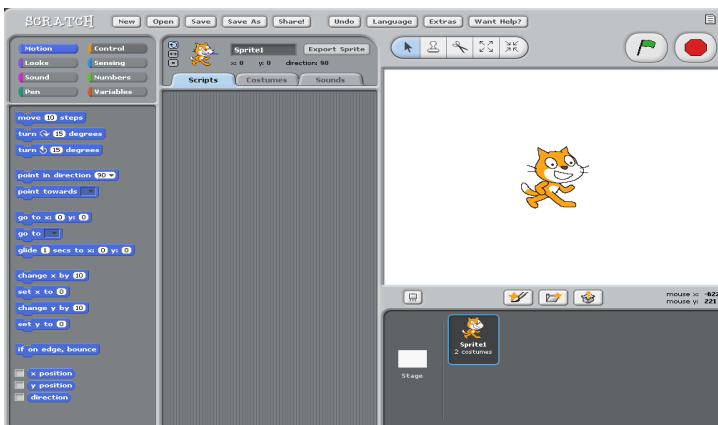 SCRATCH New Open Save Save As Share! Undo Language Extras Want Help?
Motion Control
Looks Sensing
Sound Numbers
Pen Variables
Sprite1 Export Sprite
x: 0 y: 0 direction: 90
Scripts Costumes Sounds
move 10 steps
turn 15 degrees
turn 15 degrees
point in direction 90
point towards
go to x: 0 y: 0
go to
glide 1 secs to x: 0 y: 0
change x by 10
set x to 0
change y by 10
set y to 0
if on edge, bounce
x position
y position
direction
mouse x: -622
mouse y: 221
Sprite1
2 costumes
Stage